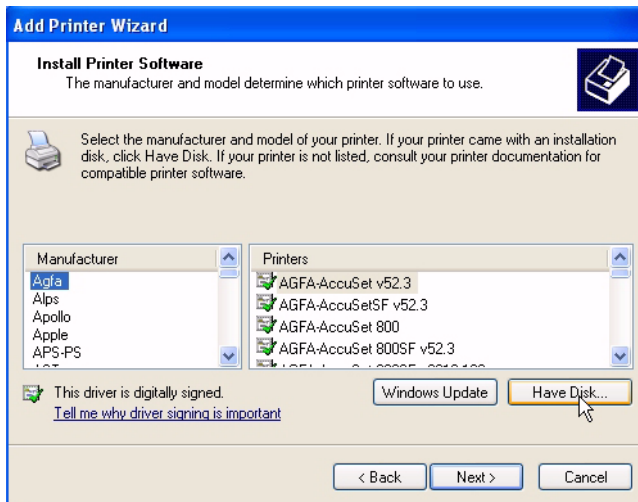 Add Printer Wizard
Install Printer Software
The manufacturer and model determine which printer software to use.
Select the manufacturer and model of your printer. If your printer came with an installation
disk, click Have Disk. If your printer is not listed, consult your printer documentation for
compatible printer software.
Manufacturer
Agfa
Alps
Apollo
Apple
APS-PS
Printers
AGFA-AccuSet v52.3
AGFA-AccuSetSF v52.3
AGFA-AccuSet 800
AGFA-AccuSet 800SF v52.3
This driver is digitally signed.
Tell me why driver signing is important
Windows Update
Have Disk...
< Back
Next >
Cancel